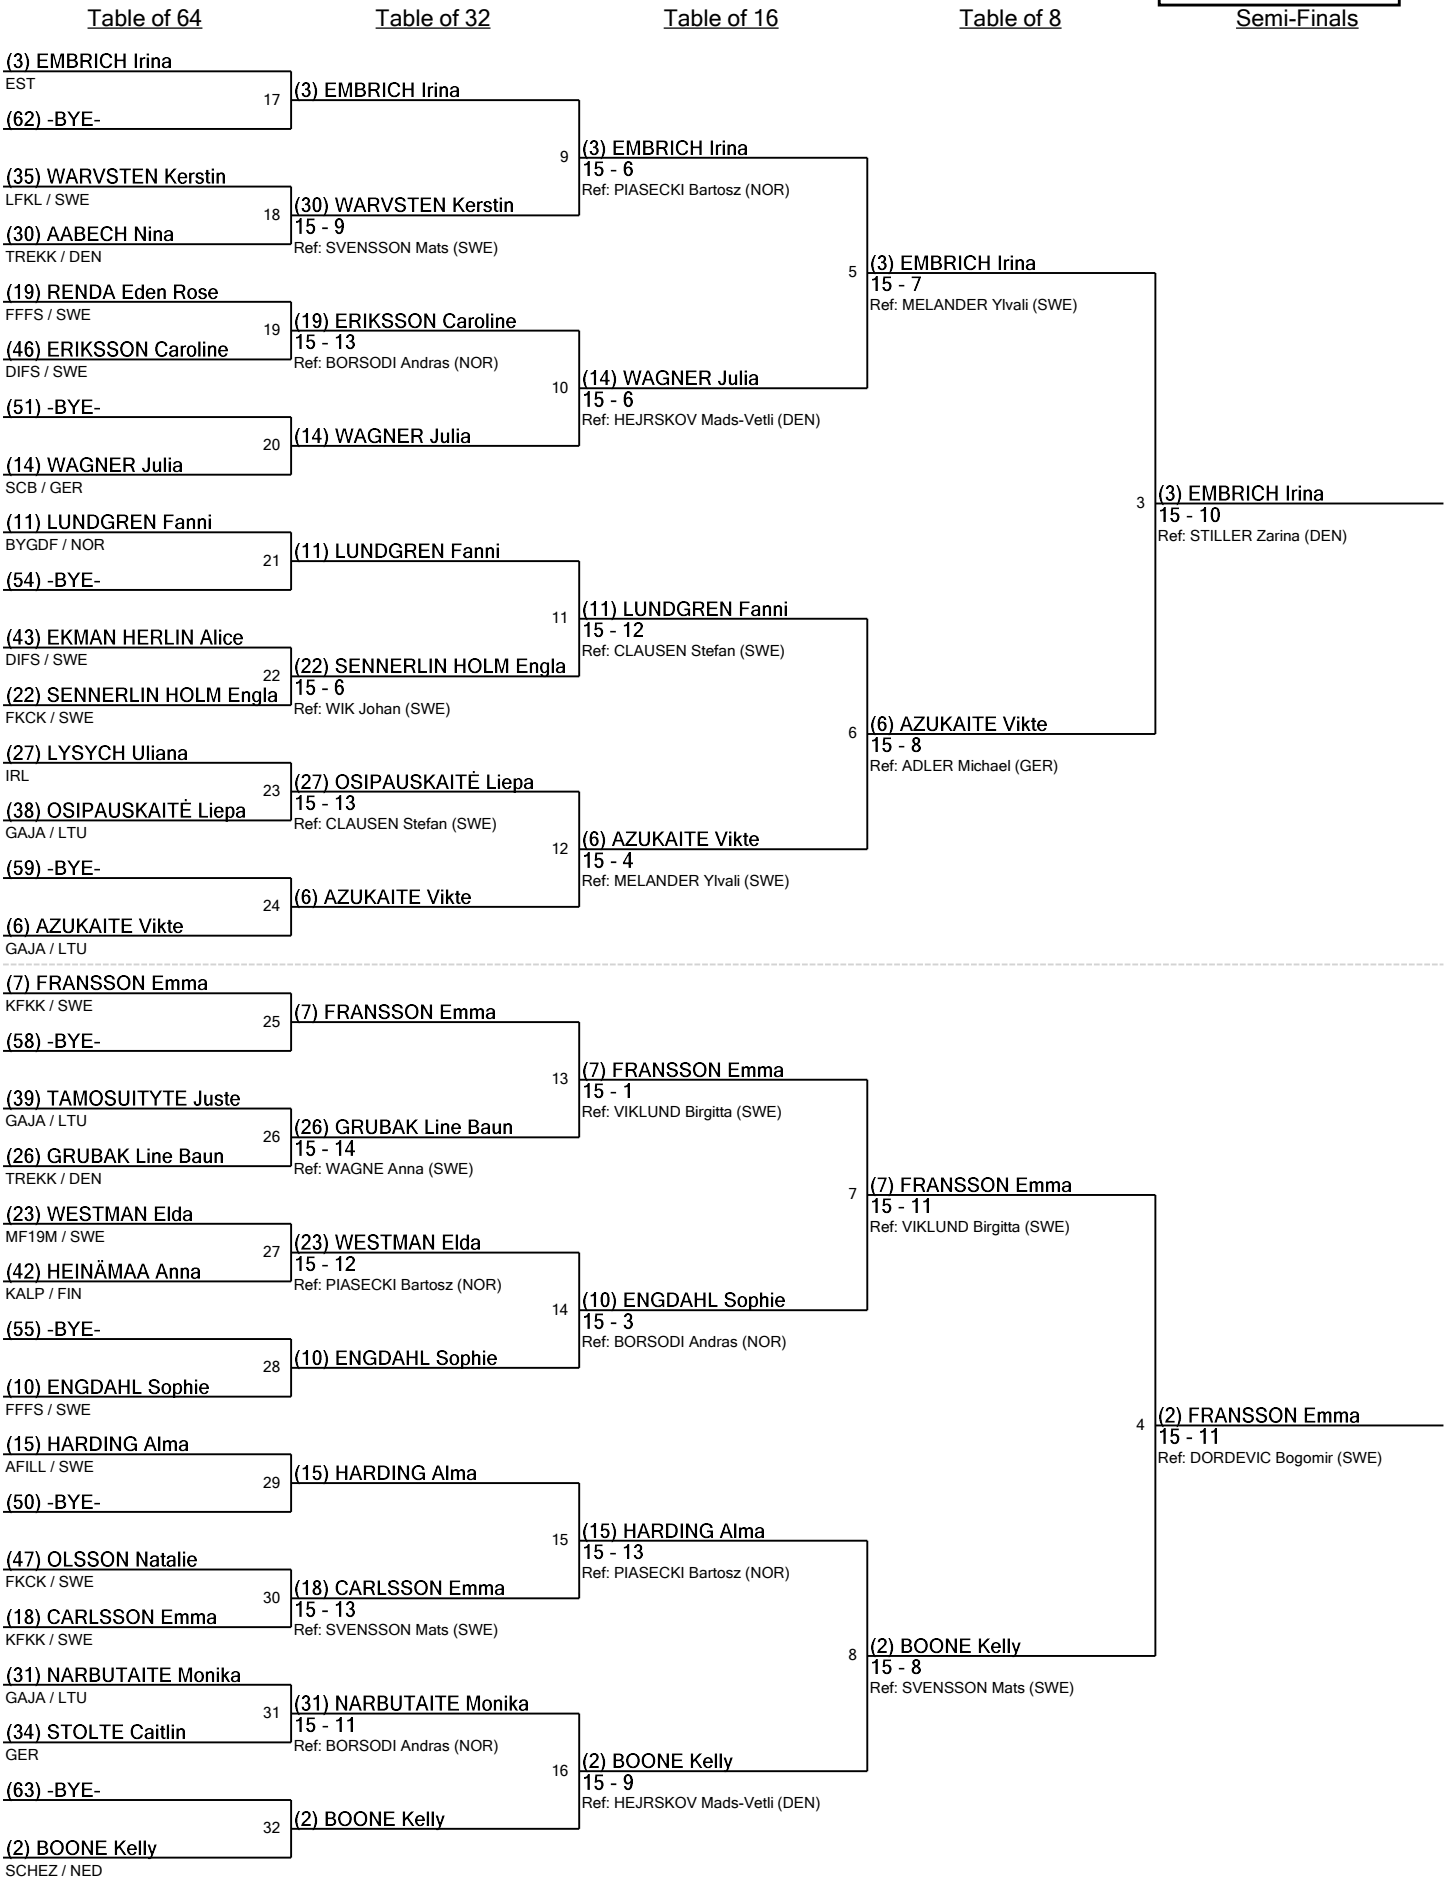 Table of 64
Table of 32
Table of 16
Table of 8
Semi-Finals
(3) EMBRICH Irina
EST
17
(62) -BYE-
(35) WARVSTEN Kerstin
LFKL / SWE
18
(30) AABECH Nina
TREKK / DEN
(19) RENDA Eden Rose
FFFS / SWE
19
(46) ERIKSSON Caroline
DIFS / SWE
(51) -BYE-
20
(14) WAGNER Julia
SCB / GER
(11) LUNDGREN Fanni
BYGDF / NOR
21
(54) -BYE-
(43) EKMAN HERLIN Alice
DIFS / SWE
22
(22) SENNERLIN HOLM Engla
FKCK / SWE
(27) LYSYCH Uliana
IRL
23
(38) OSIPAUSKAITĖ Liepa
GAJA / LTU
(59) -BYE-
24
(6) AZUKAITE Vikte
GAJA / LTU
(7) FRANSSON Emma
KFKK / SWE
25
(58) -BYE-
(39) TAMOSUITYTE Juste
GAJA / LTU
26
(26) GRUBAK Line Baun
TREKK / DEN
(23) WESTMAN Elda
MF19M / SWE
27
(42) HEINÄMAA Anna
KALP / FIN
(55) -BYE-
28
(10) ENGDAHL Sophie
FFFS / SWE
(15) HARDING Alma
AFILL / SWE
29
(50) -BYE-
(47) OLSSON Natalie
FKCK / SWE
30
(18) CARLSSON Emma
KFKK / SWE
(31) NARBUTAITE Monika
GAJA / LTU
31
(34) STOLTE Caitlin
GER
(63) -BYE-
32
(2) BOONE Kelly
SCHEZ / NED
(3) EMBRICH Irina
9
(30) WARVSTEN Kerstin
15 - 9
Ref: SVENSSON Mats (SWE)
(19) ERIKSSON Caroline
15 - 13
Ref: BORSODI Andras (NOR)
10
(14) WAGNER Julia
(11) LUNDGREN Fanni
11
(22) SENNERLIN HOLM Engla
15 - 6
Ref: WIK Johan (SWE)
(27) OSIPAUSKAITĖ Liepa
15 - 13
Ref: CLAUSEN Stefan (SWE)
12
(6) AZUKAITE Vikte
(7) FRANSSON Emma
13
(26) GRUBAK Line Baun
15 - 14
Ref: WAGNE Anna (SWE)
(23) WESTMAN Elda
15 - 12
Ref: PIASECKI Bartosz (NOR)
14
(10) ENGDAHL Sophie
(15) HARDING Alma
15
(18) CARLSSON Emma
15 - 13
Ref: SVENSSON Mats (SWE)
(31) NARBUTAITE Monika
15 - 11
Ref: BORSODI Andras (NOR)
16
(2) BOONE Kelly
(3) EMBRICH Irina
15 - 6
Ref: PIASECKI Bartosz (NOR)
5
(14) WAGNER Julia
15 - 6
Ref: HEJRSKOV Mads-Vetli (DEN)
(11) LUNDGREN Fanni
15 - 12
Ref: CLAUSEN Stefan (SWE)
6
(6) AZUKAITE Vikte
15 - 4
Ref: MELANDER Ylvali (SWE)
(7) FRANSSON Emma
15 - 1
Ref: VIKLUND Birgitta (SWE)
7
(10) ENGDAHL Sophie
15 - 3
Ref: BORSODI Andras (NOR)
(15) HARDING Alma
15 - 13
Ref: PIASECKI Bartosz (NOR)
8
(2) BOONE Kelly
15 - 9
Ref: HEJRSKOV Mads-Vetli (DEN)
(3) EMBRICH Irina
15 - 7
Ref: MELANDER Ylvali (SWE)
3
(6) AZUKAITE Vikte
15 - 8
Ref: ADLER Michael (GER)
(7) FRANSSON Emma
15 - 11
Ref: VIKLUND Birgitta (SWE)
4
(2) BOONE Kelly
15 - 8
Ref: SVENSSON Mats (SWE)
(3) EMBRICH Irina
15 - 10
Ref: STILLER Zarina (DEN)
(2) FRANSSON Emma
15 - 11
Ref: DORDEVIC Bogomir (SWE)